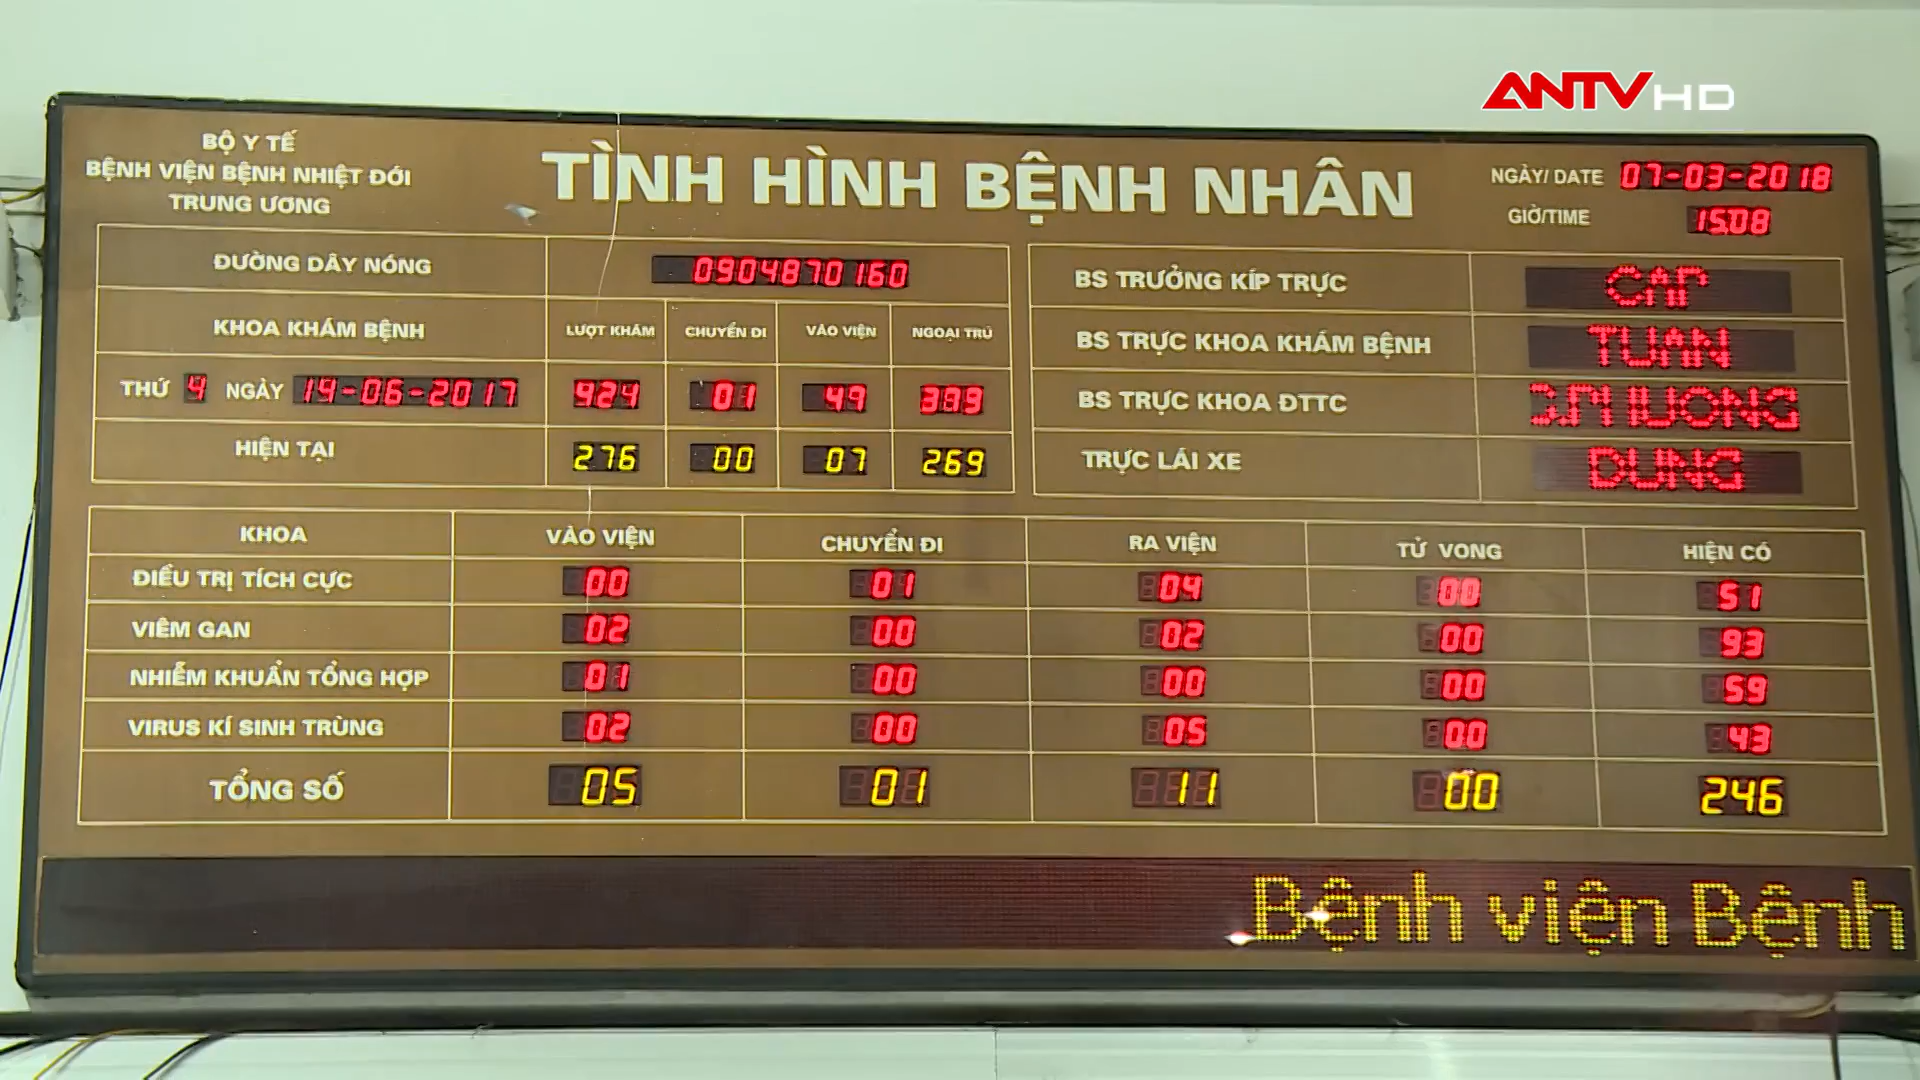 ANTV HD
BỘ Y TẾ
BỆNH VIỆN BỆNH NHIỆT ĐỚI
TRUNG ƯƠNG
TÌNH HÌNH BỆNH NHÂN
NGÀY/ DATE 07-03-2018
GIỜ/TIME 15:08
ĐƯỜNG DÂY NÓNG 0904870160
KHOA KHÁM BỆNH LƯỢT KHÁM CHUYỂN ĐI VÀO VIỆN NGOẠI TRÚ
THỨ 4 NGÀY 14-06-2017 924 01 49 399
HIỆN TẠI 276 00 07 269
BS TRƯỞNG KÍP TRỰC CAP
BS TRỰC KHOA KHÁM BỆNH TUAN
BS TRỰC KHOA ĐTTC
TRỰC LÁI XE DUNG
KHOA VÀO VIỆN CHUYỂN ĐI RA VIỆN TỬ VONG HIỆN CÓ
ĐIỀU TRỊ TÍCH CỰC 00 01 04 00 51
VIÊM GAN 02 00 02 00 93
NHIỄM KHUẨN TỔNG HỢP 01 00 00 00 59
VIRUS KÍ SINH TRÙNG 02 00 05 00 43
TỔNG SỐ 05 01 11 00 246
Bệnh viện Bệnh